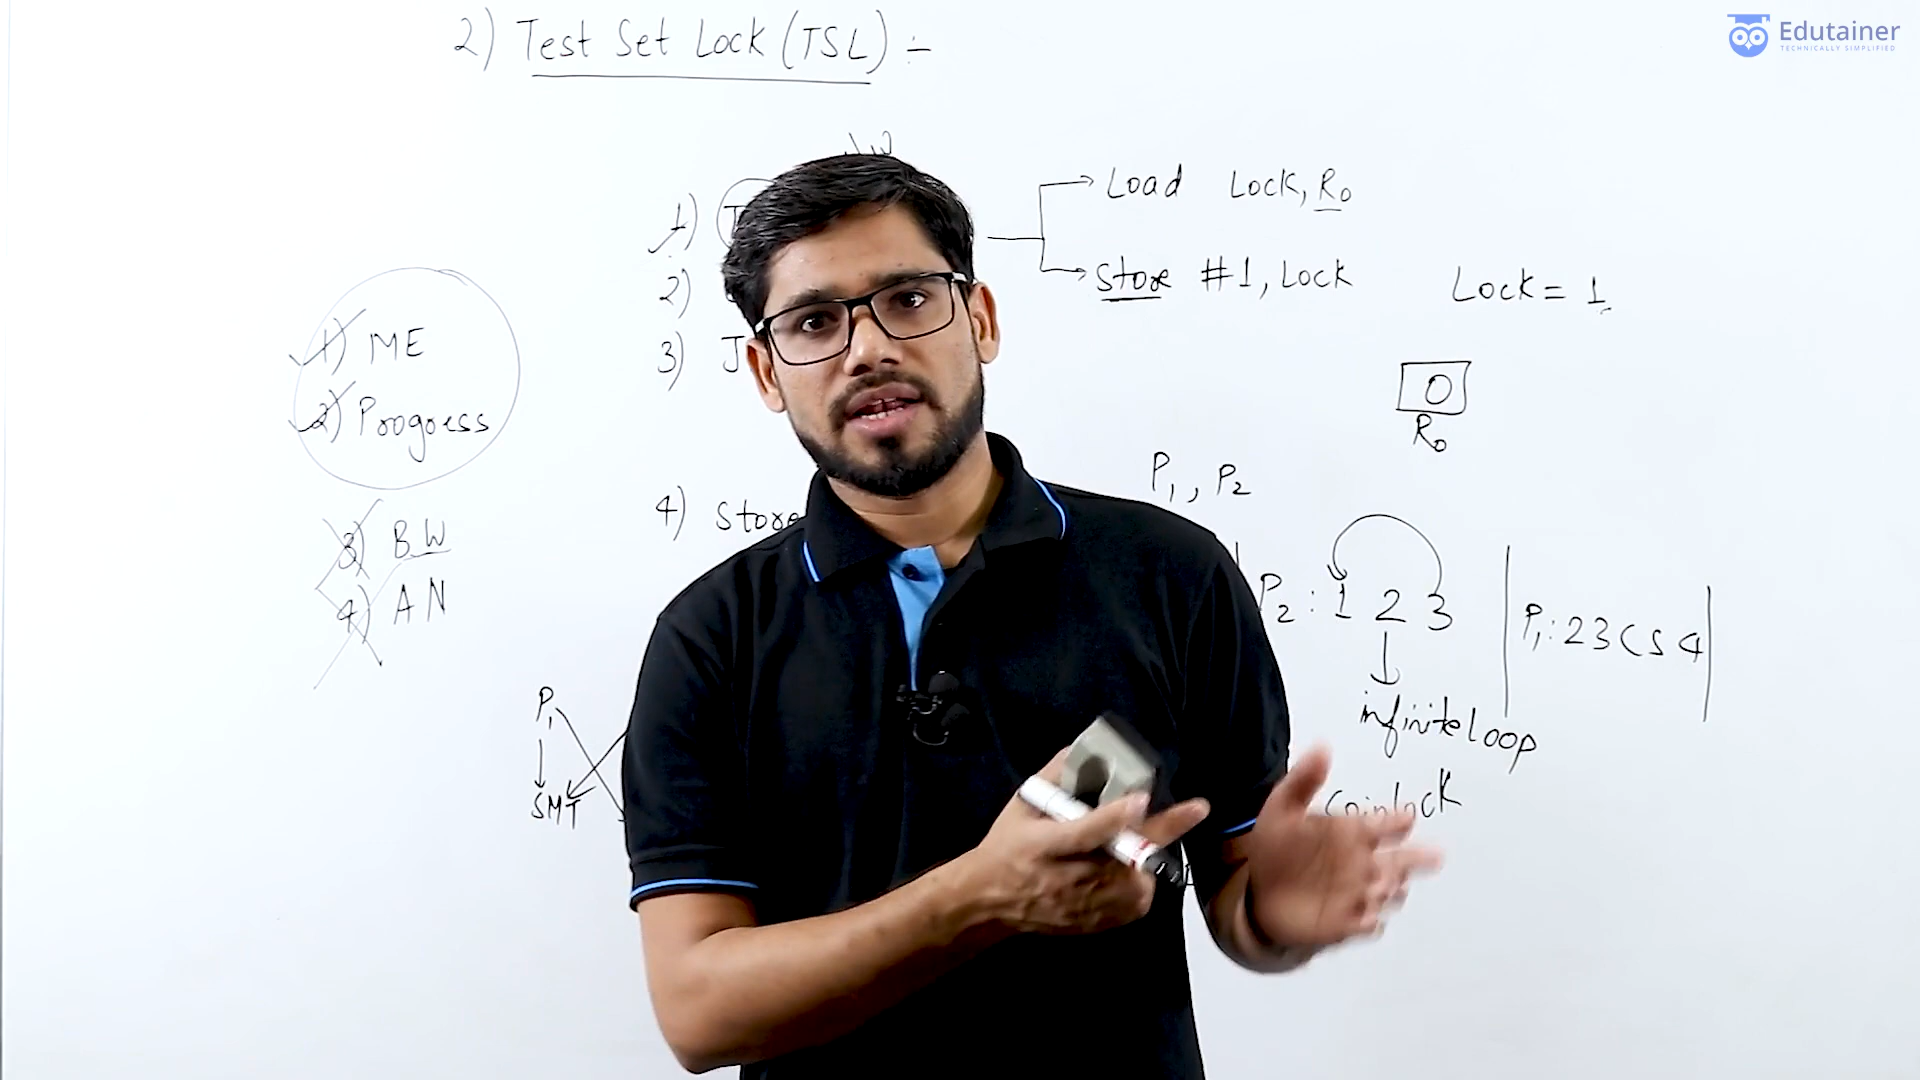 2) Test Set Lock (TSL) :-
Edutainer
TECHNICALLY SIMPLIFIED
1)
2)
3) J
4) Store
Load Lock, R0
Store #1, Lock
Lock = 1
0
R0
1) ME
2) Progress
3) BW
4) AN
P1, P2
P2 : 1 2 3
P1 : 2 3 CS 4
infinite loop
P1
SMT